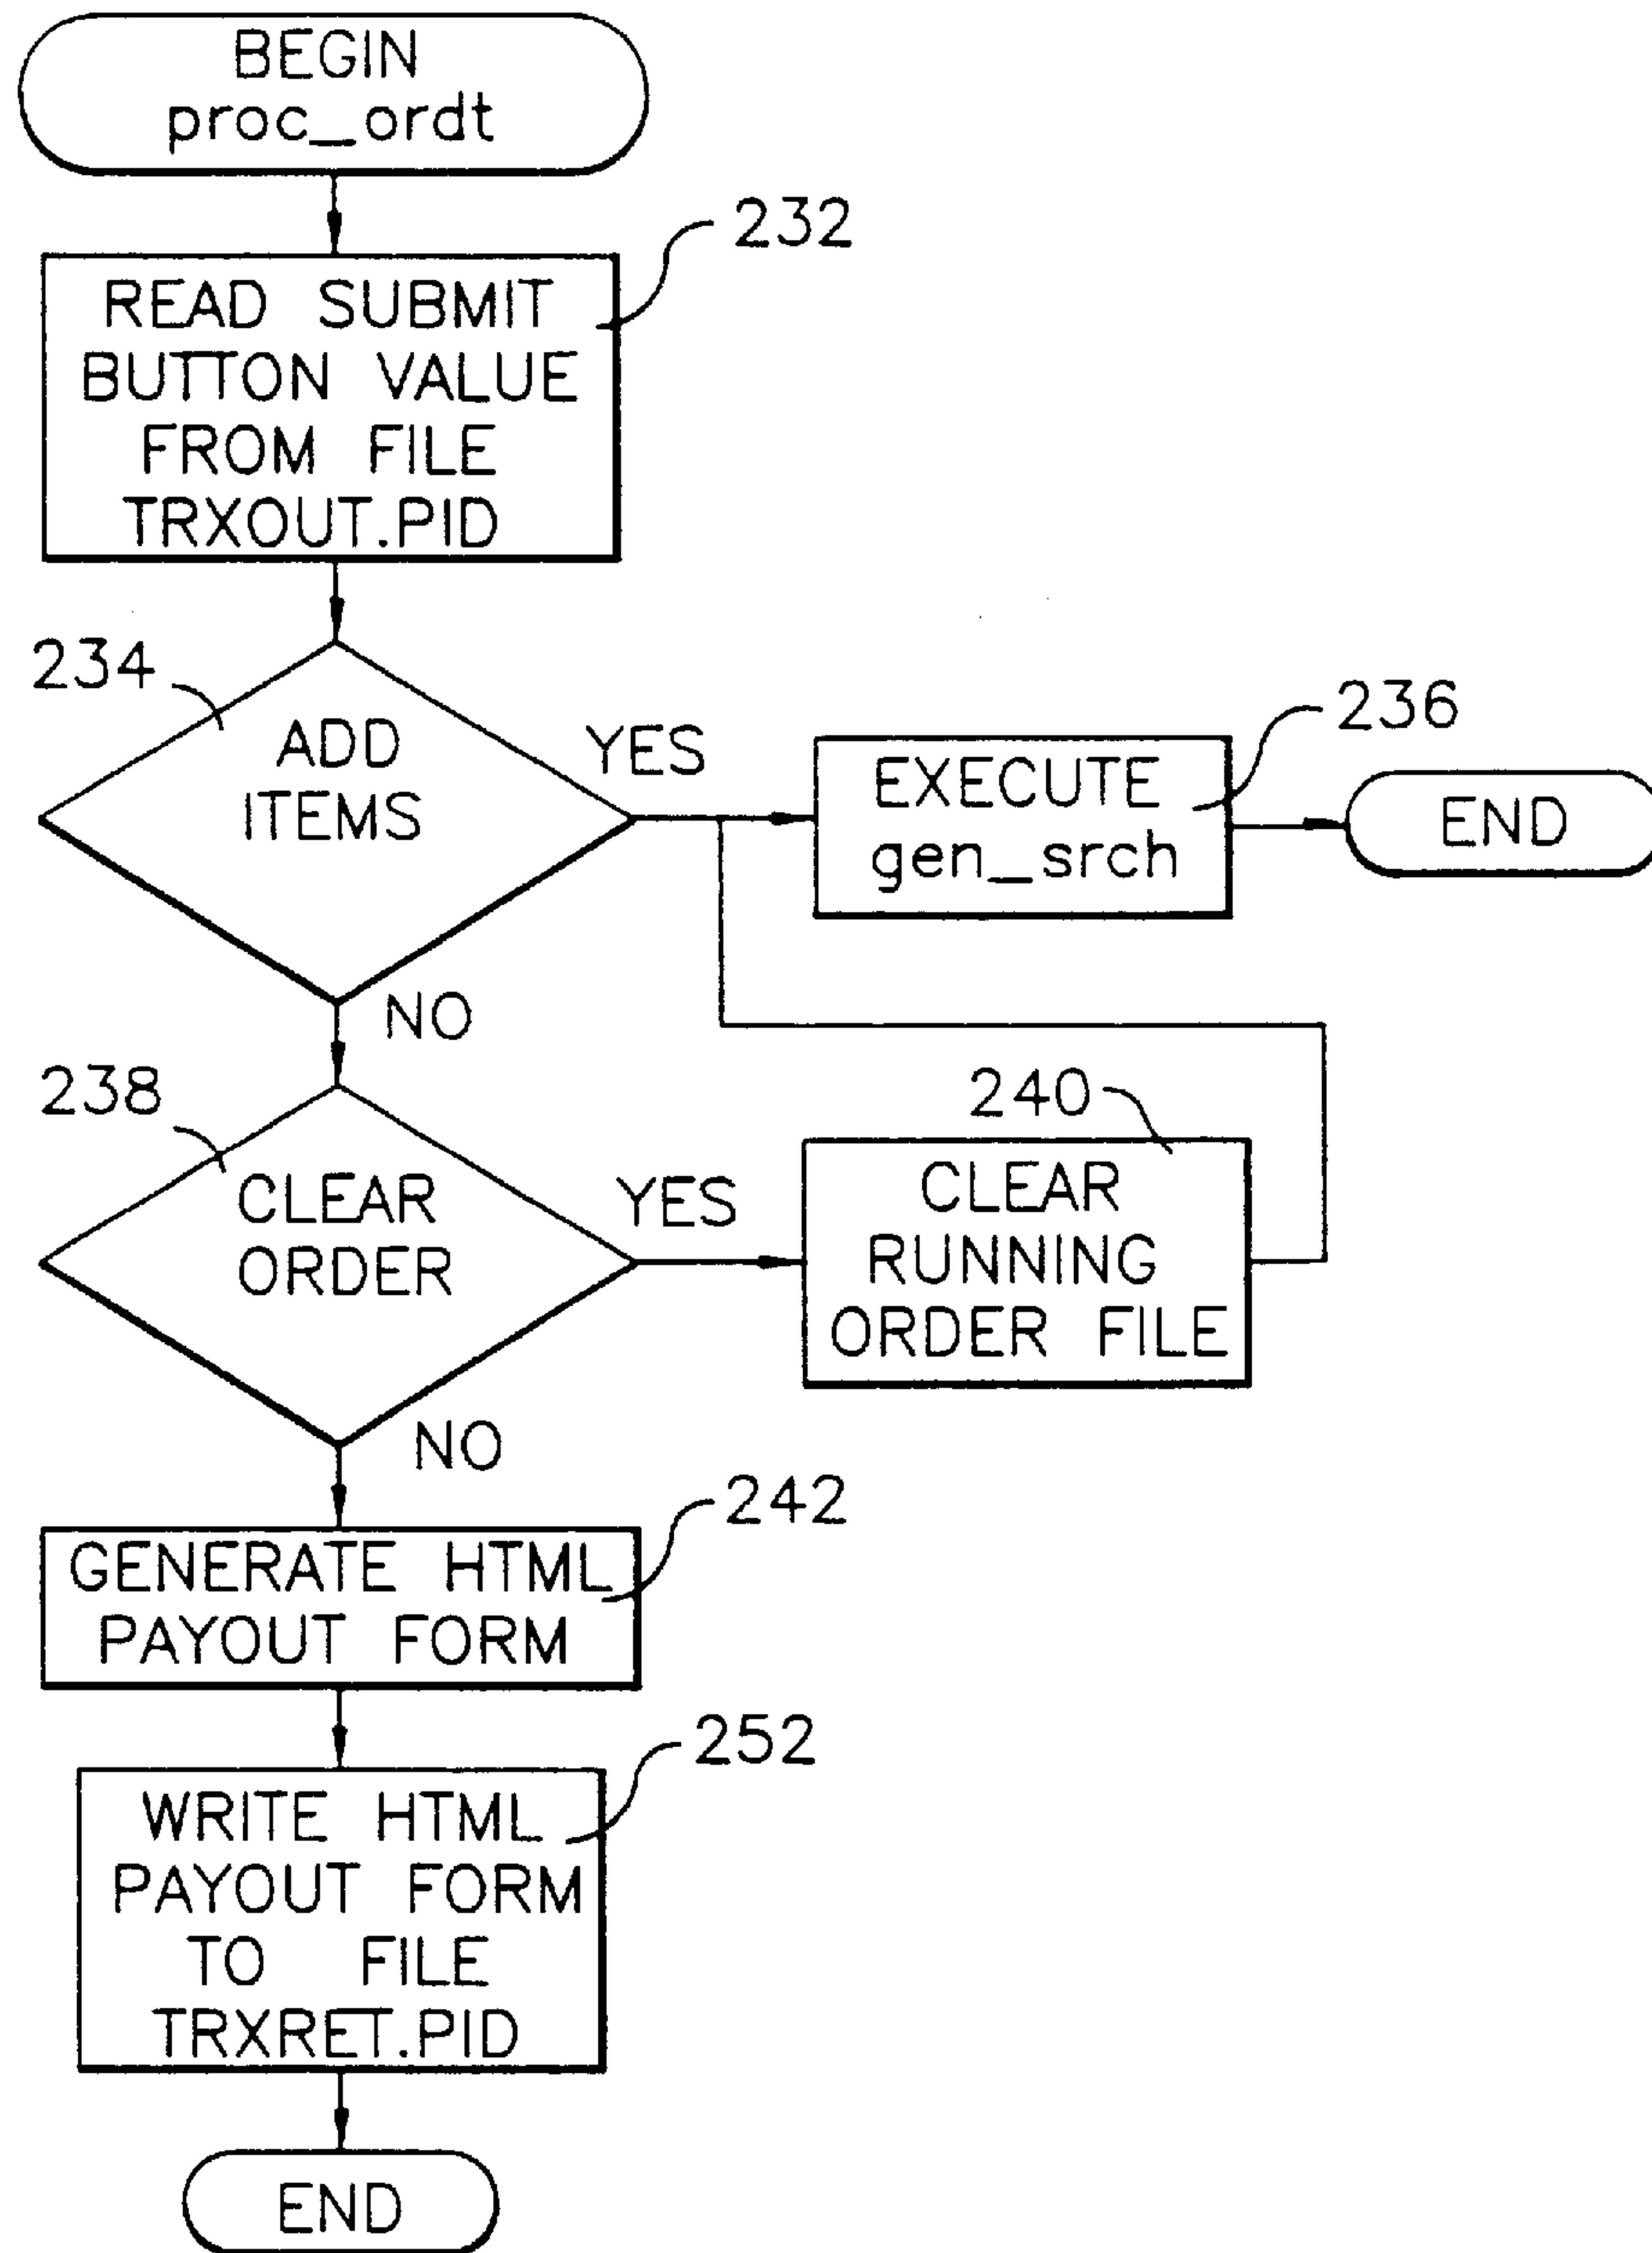 BEGIN
proc_ordt
232
READ SUBMIT
BUTTON VALUE
FROM FILE
TRXOUT.PID
234
ADD
ITEMS
YES
236
EXECUTE
gen_srch
END
NO
238
CLEAR
ORDER
YES
240
CLEAR
RUNNING
ORDER FILE
NO
242
GENERATE HTML
PAYOUT FORM
252
WRITE HTML
PAYOUT FORM
TO FILE
TRXRET.PID
END